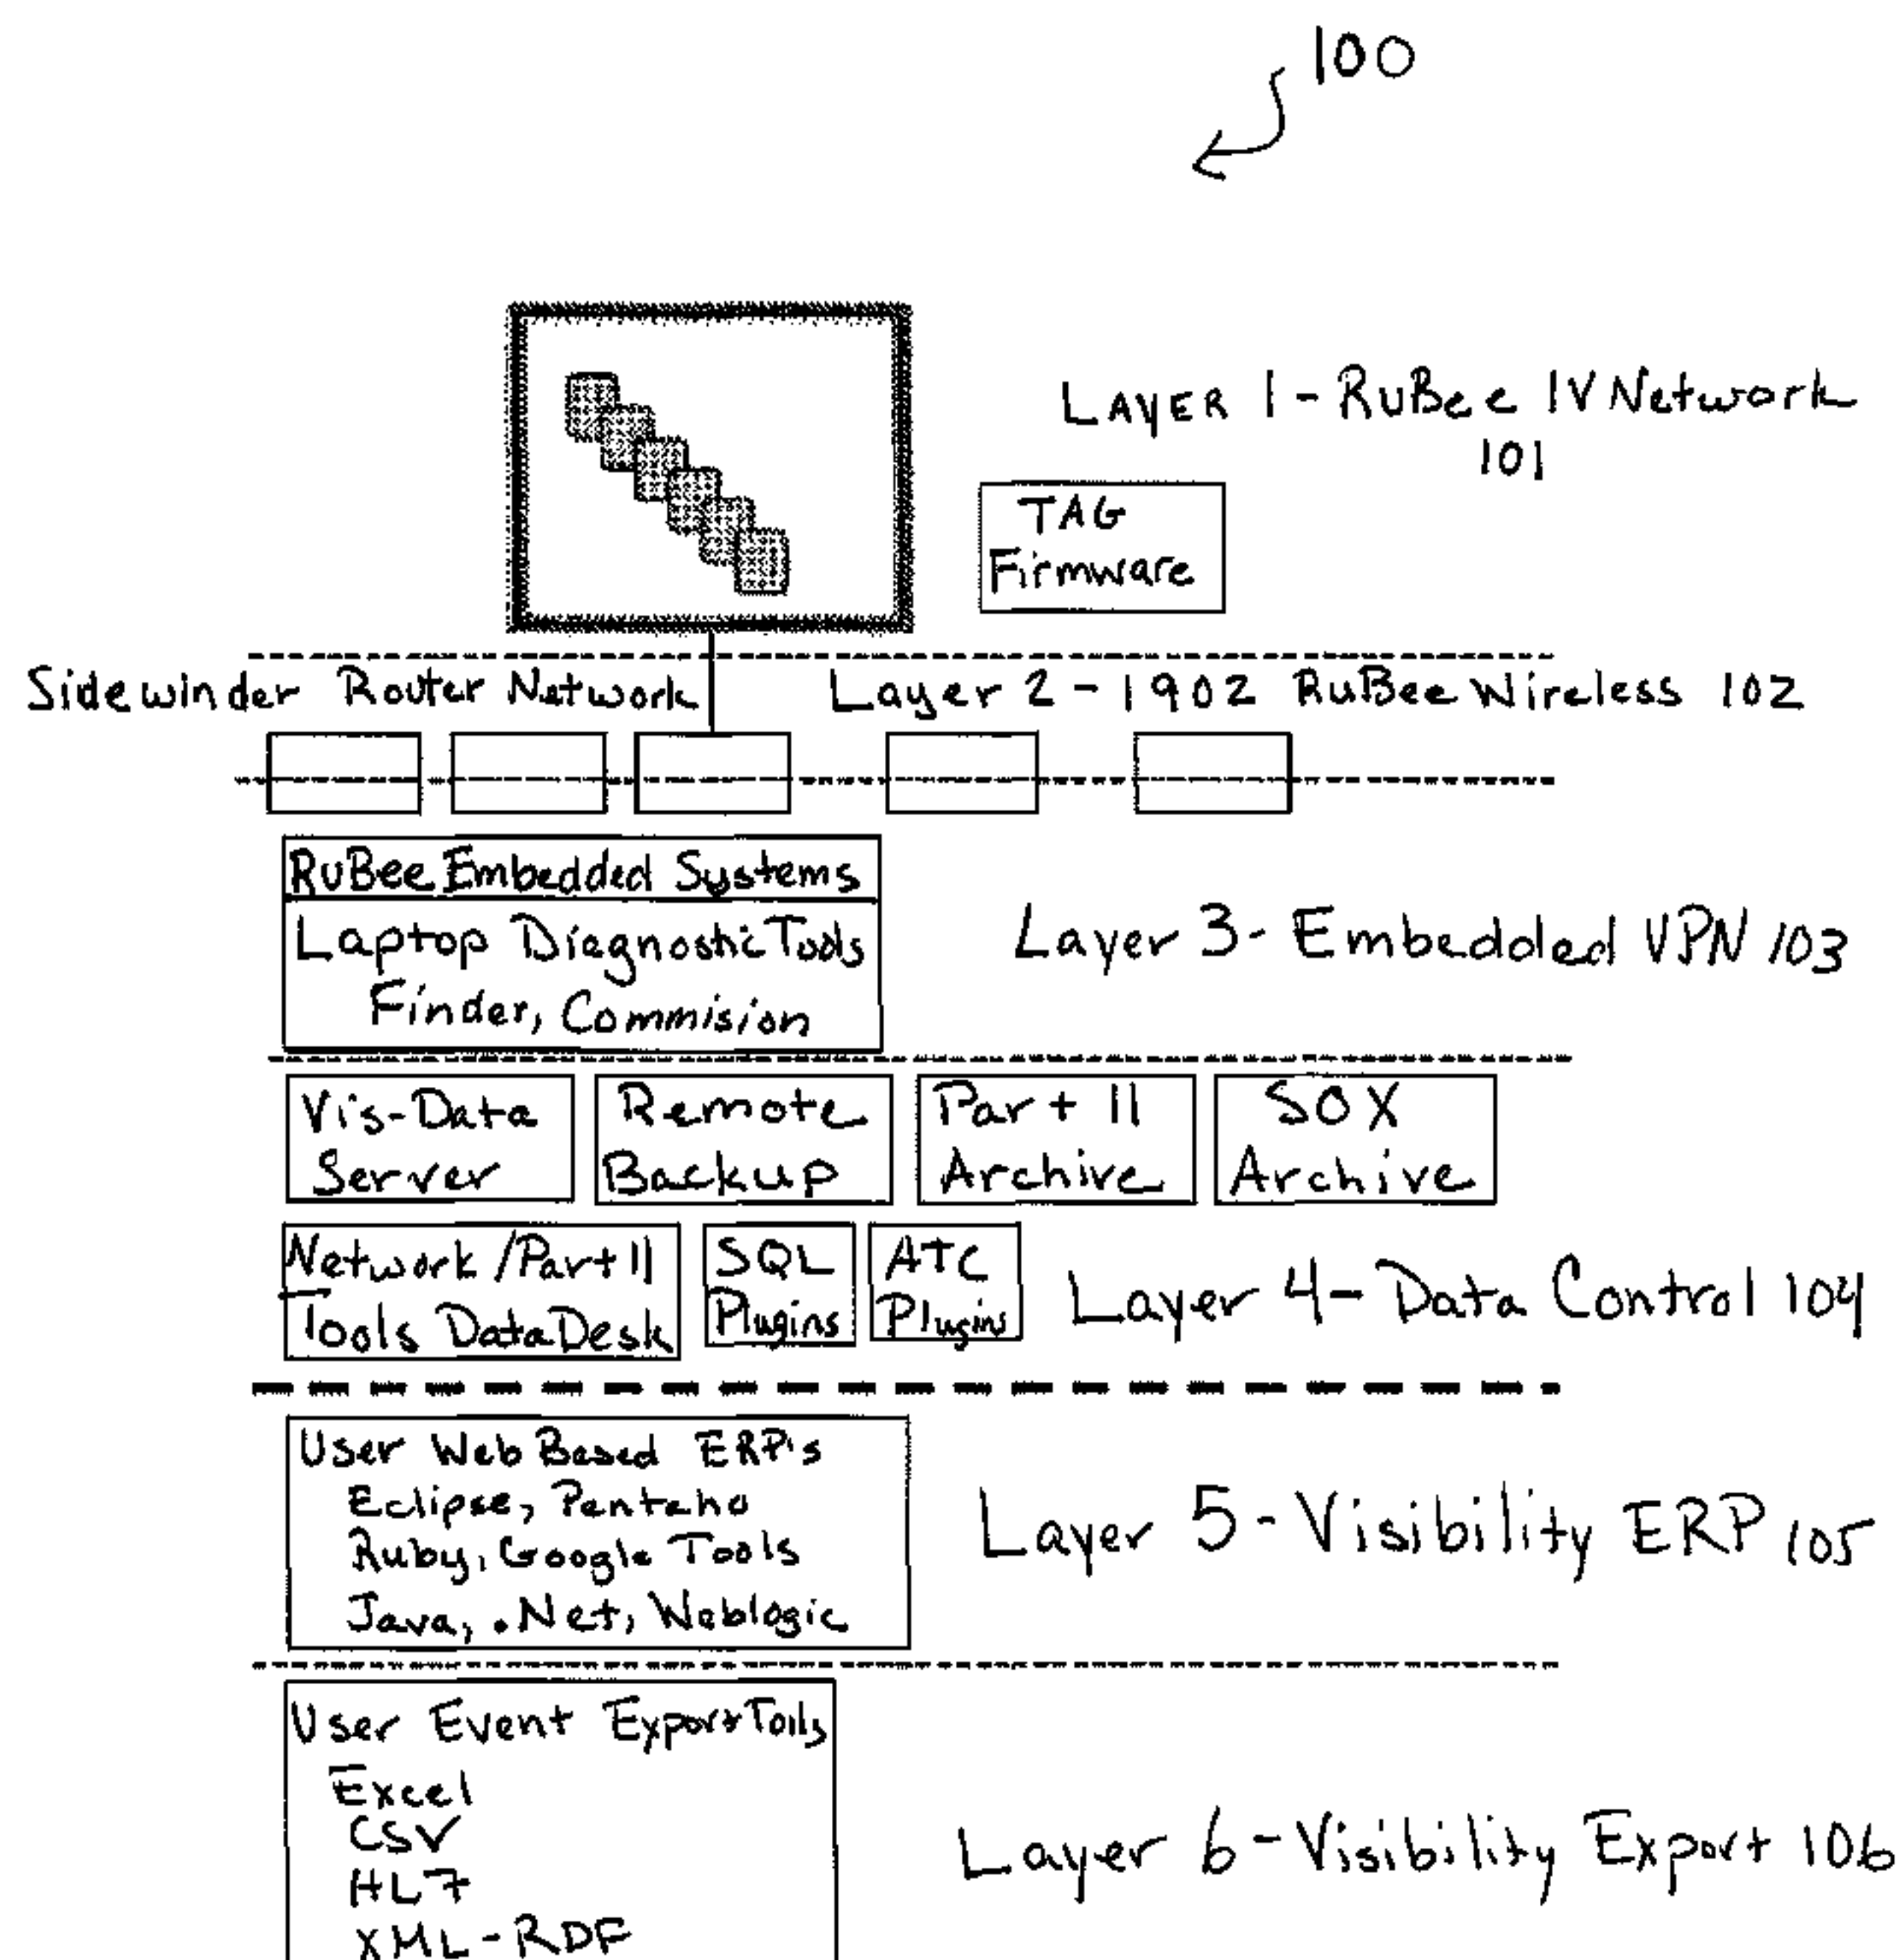 100
LAYER 1 - RuBee IV Network
101
TAG
Firmware
Sidewinder Router Network
Layer 2 - 1902 RuBee Wireless 102
RuBee Embedded Systems
Laptop Diagnostic Tools
Finder, Commision
Layer 3 - Embedded VPN 103
Vis-Data
Server
Remote
Backup
Part 11
Archive
SOX
Archive
Network/Part 11
Tools DataDesk
SQL
Plugins
ATC
Plugins
Layer 4 - Data Control 104
User Web Based ERP's
Eclipse, Pentaho
Ruby, Google Tools
Java, .Net, Weblogic
Layer 5 - Visibility ERP 105
User Event Export Tools
Excel
CSV
HL7
XML-RDF
Layer 6 - Visibility Export 106